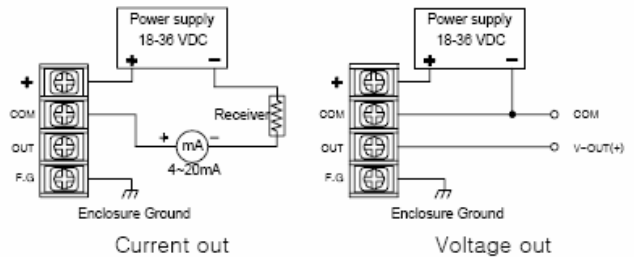 Power supply
18-36 VDC
+ −
+
COM
OUT
F.G
Receiver
+ −
mA
4~20mA
Enclosure Ground
Current out
Power supply
18-36 VDC
+ −
+
COM
OUT
F.G
COM
V-OUT(+)
Enclosure Ground
Voltage out